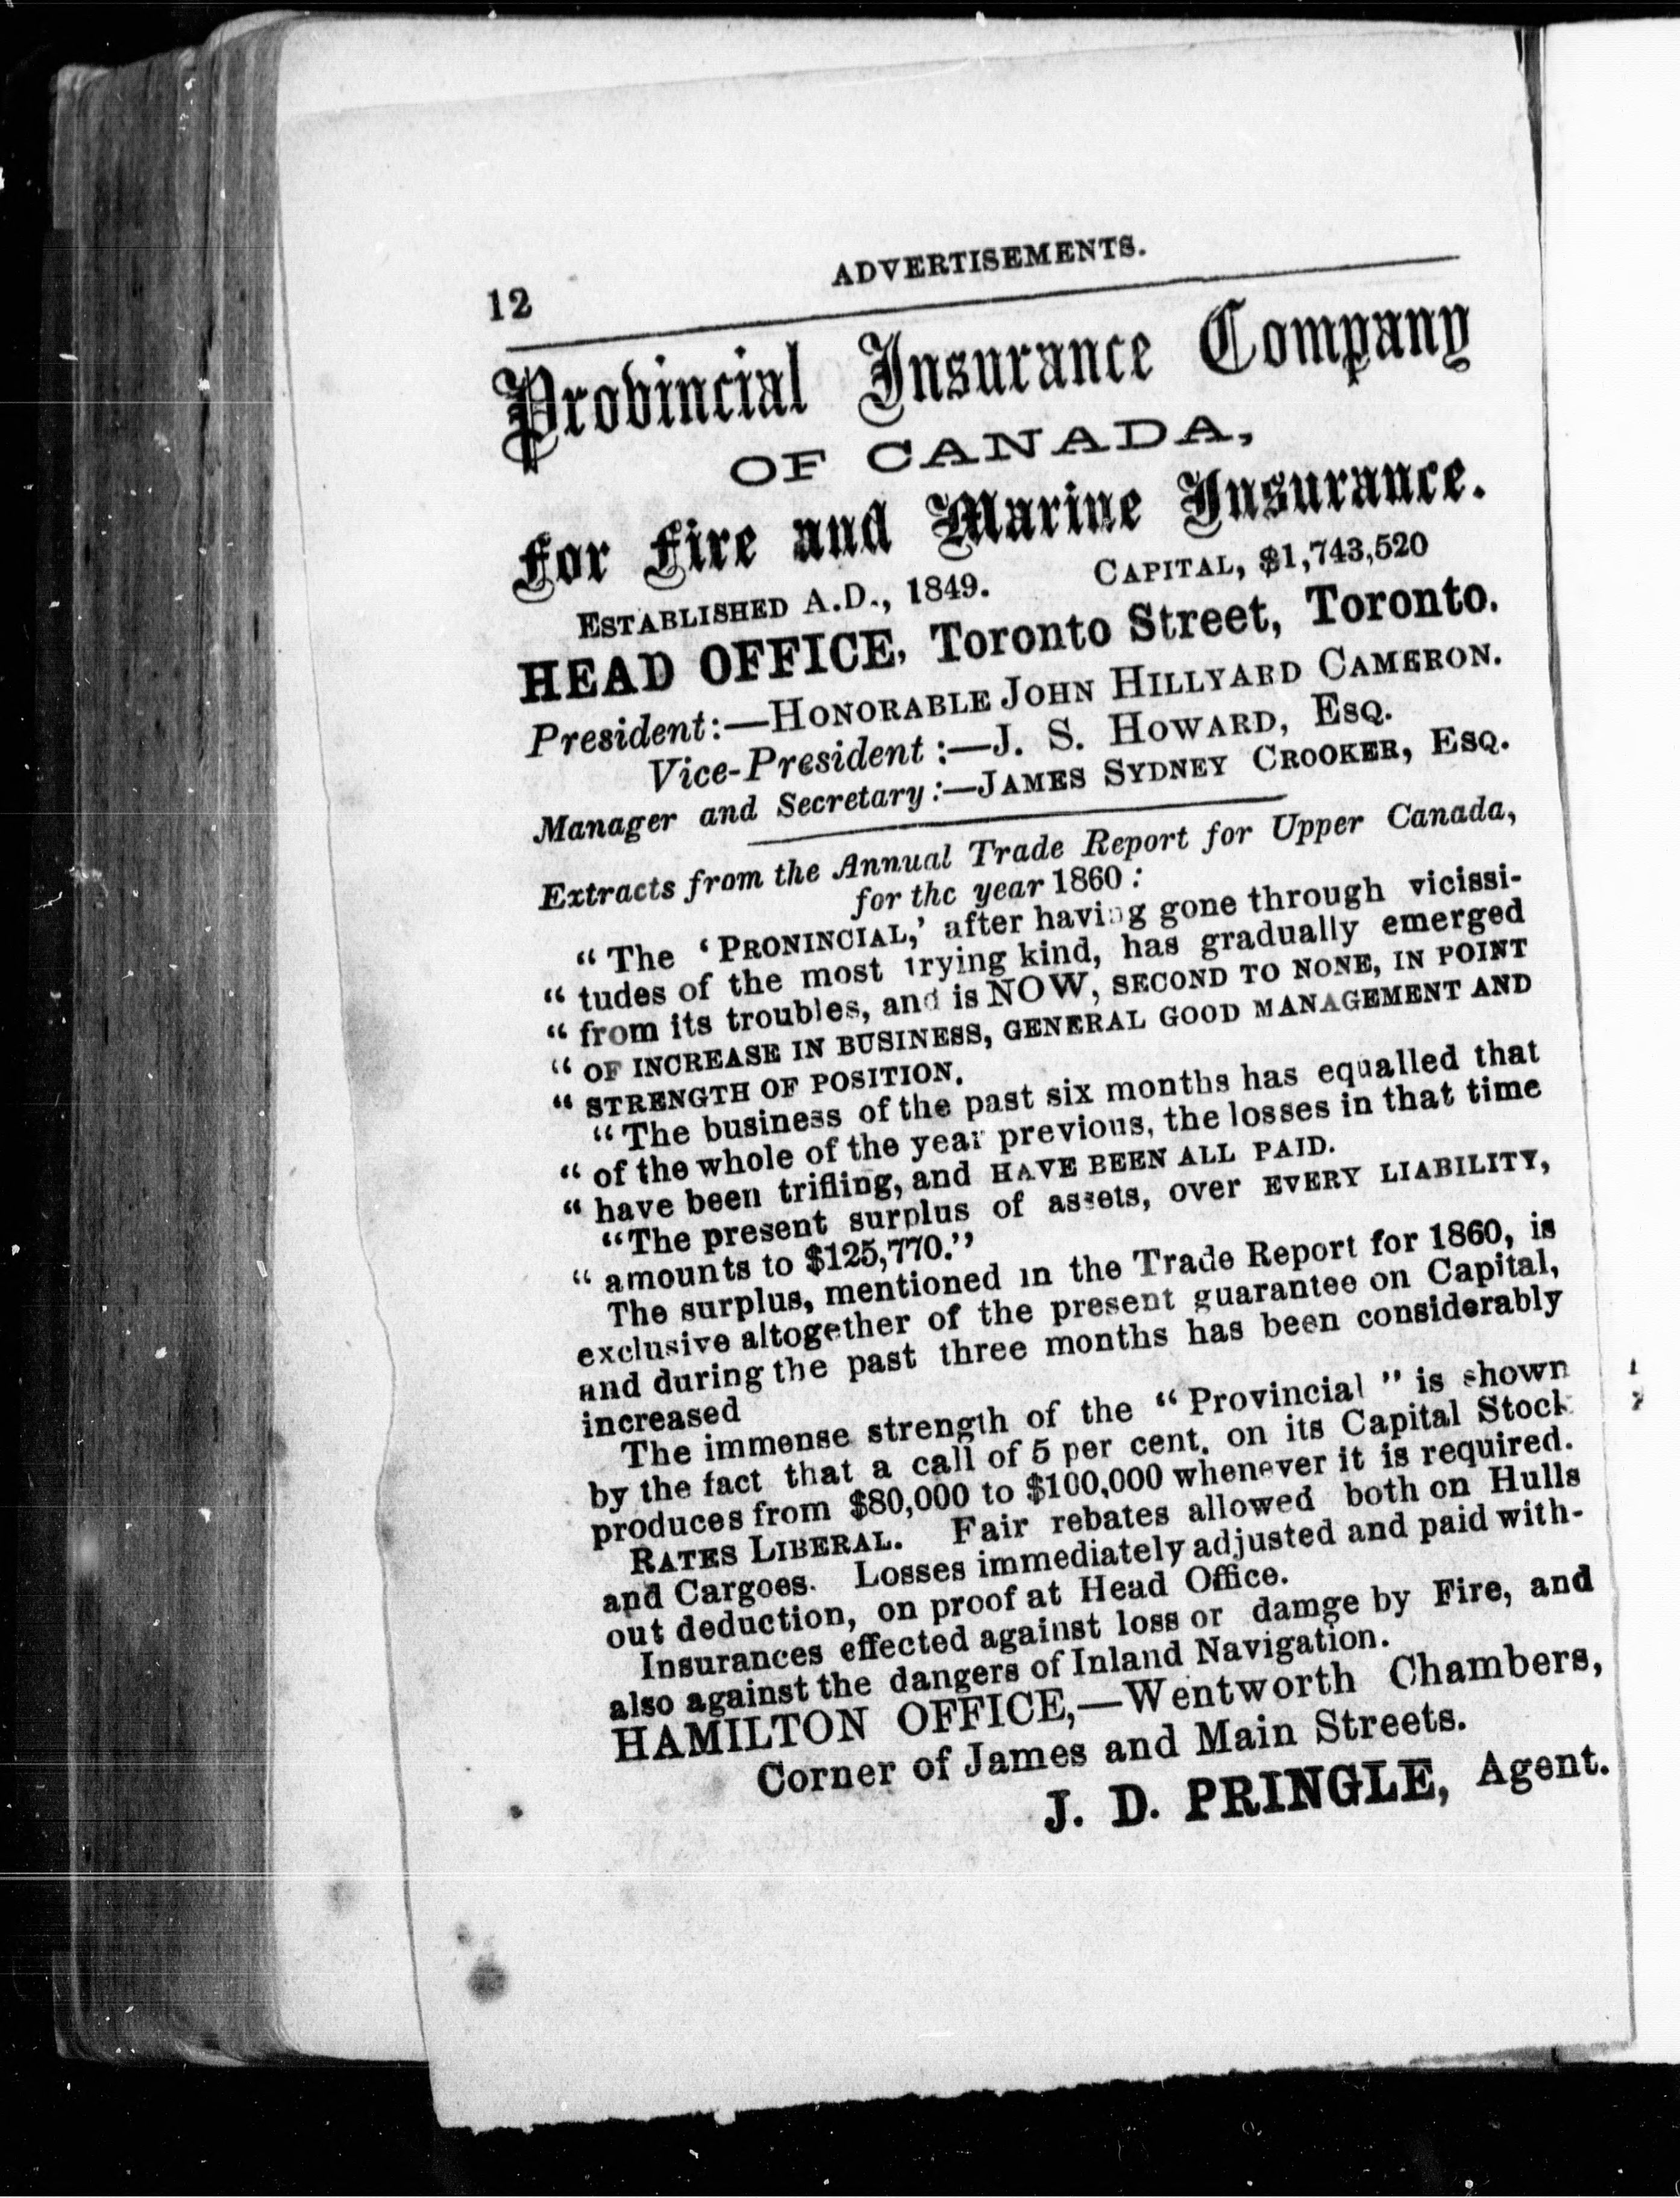 12
ADVERTISEMENTS.
Provincial Insurance Company
OF CANADA,
For Fire and Marine Insurance.
ESTABLISHED A.D., 1849. CAPITAL, $1,743,520
HEAD OFFICE, Toronto Street, Toronto.
President:—HONORABLE JOHN HILLYARD CAMERON.
Vice-President:—J. S. HOWARD, ESQ.
Manager and Secretary:—JAMES SYDNEY CROOKER, ESQ.
Extracts from the Annual Trade Report for Upper Canada,
for the year 1860:
"The 'PRONINCIAL,' after having gone through vicissi-
"tudes of the most trying kind, has gradually emerged
"from its troubles, and is NOW, SECOND TO NONE, IN POINT
"OF INCREASE IN BUSINESS, GENERAL GOOD MANAGEMENT AND
"STRENGTH OF POSITION.
"The business of the past six months has equalled that
"of the whole of the year previous, the losses in that time
"have been trifling, and HAVE BEEN ALL PAID.
"The present surplus of assets, over EVERY LIABILITY,
"amounts to $125,770."
The surplus, mentioned in the Trade Report for 1860, is
exclusive altogether of the present guarantee on Capital,
and during the past three months has been considerably
increased
The immense strength of the "Provincial" is shown
by the fact that a call of 5 per cent. on its Capital Stock
produces from $80,000 to $100,000 whenever it is required.
RATES LIBERAL. Fair rebates allowed both on Hulls
and Cargoes. Losses immediately adjusted and paid with-
out deduction, on proof at Head Office.
Insurances effected against loss or damge by Fire, and
also against the dangers of Inland Navigation.
HAMILTON OFFICE,—Wentworth Chambers,
Corner of James and Main Streets.
J. D. PRINGLE, Agent.